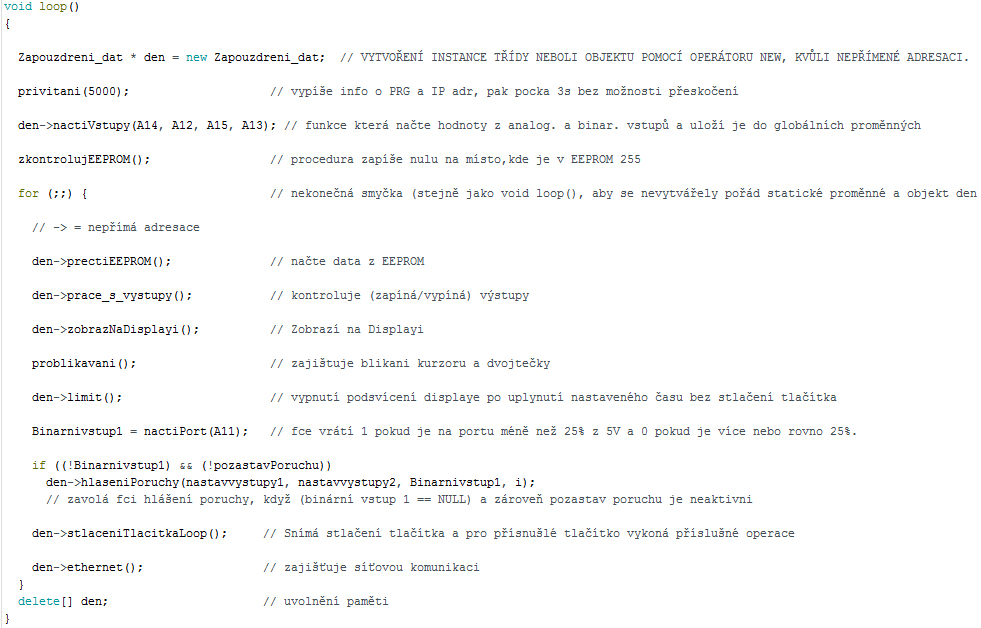 void loop()
{
Zapouzdreni_dat * den = new Zapouzdreni_dat; // VYTVOŘENÍ INSTANCE TŘÍDY NEBOLI OBJEKTU POMOCÍ OPERÁTORU NEW, KVŮLI NEPŘÍMENÉ ADRESACI.
privitani(5000); // vypíše info o PRG a IP adr, pak pocka 3s bez možnosti přeskočení
den->nactiVstupy(A14, A12, A15, A13); // funkce která načte hodnoty z analog. a binar. vstupů a uloží je do globálních proměnných
zkontrolujEEPROM(); // procedura zapíše nulu na místo,kde je v EEPROM 255
for (;;) { // nekonečná smyčka (stejně jako void loop(), aby se nevytvářely pořád statické proměnné a objekt den
// -> = nepřímá adresace
den->prectiEEPROM(); // načte data z EEPROM
den->prace_s_vystupy(); // kontroluje (zapíná/vypíná) výstupy
den->zobrazNaDisplayi(); // Zobrazí na Displayi
problikavani(); // zajištuje blikani kurzoru a dvojtečky
den->limit(); // vypnutí podsvícení displaye po uplynutí nastaveného času bez stlačení tlačítka
Binarnivstup1 = nactiPort(A11); // fce vrátí 1 pokud je na portu méně než 25% z 5V a 0 pokud je více nebo rovno 25%.
if ((!Binarnivstup1) && (!pozastavPoruchu))
den->hlaseniPoruchy(nastavvystupy1, nastavvystupy2, Binarnivstup1, i);
// zavolá fci hlášení poruchy, když (binární vstup 1 == NULL) a zároveň pozastav poruchu je neaktivni
den->stlaceniTlacitkaLoop(); // Snímá stlačení tlačítka a pro přísnušlé tlačítko vykoná příslušné operace
den->ethernet(); // zajišťuje síťovou komunikaci
}
delete[] den; // uvolnění paměti
}